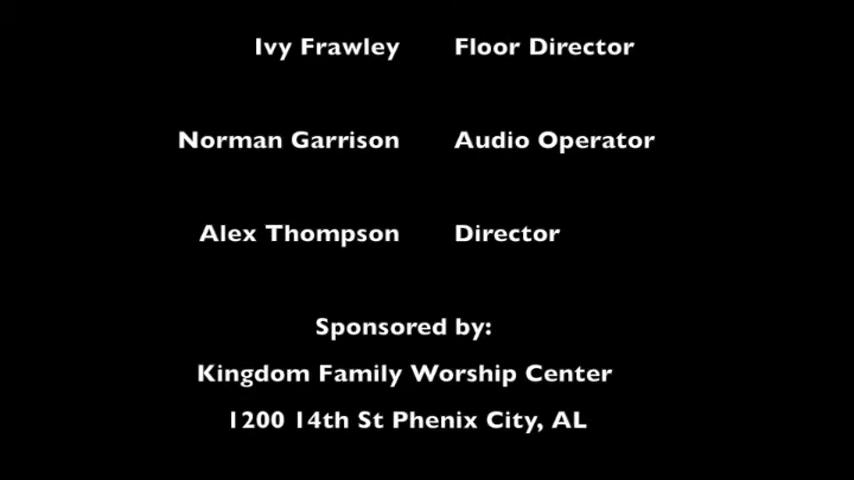 Ivy Frawley Floor Director
Norman Garrison Audio Operator
Alex Thompson Director
Sponsored by:
Kingdom Family Worship Center
1200 14th St Phenix City, AL